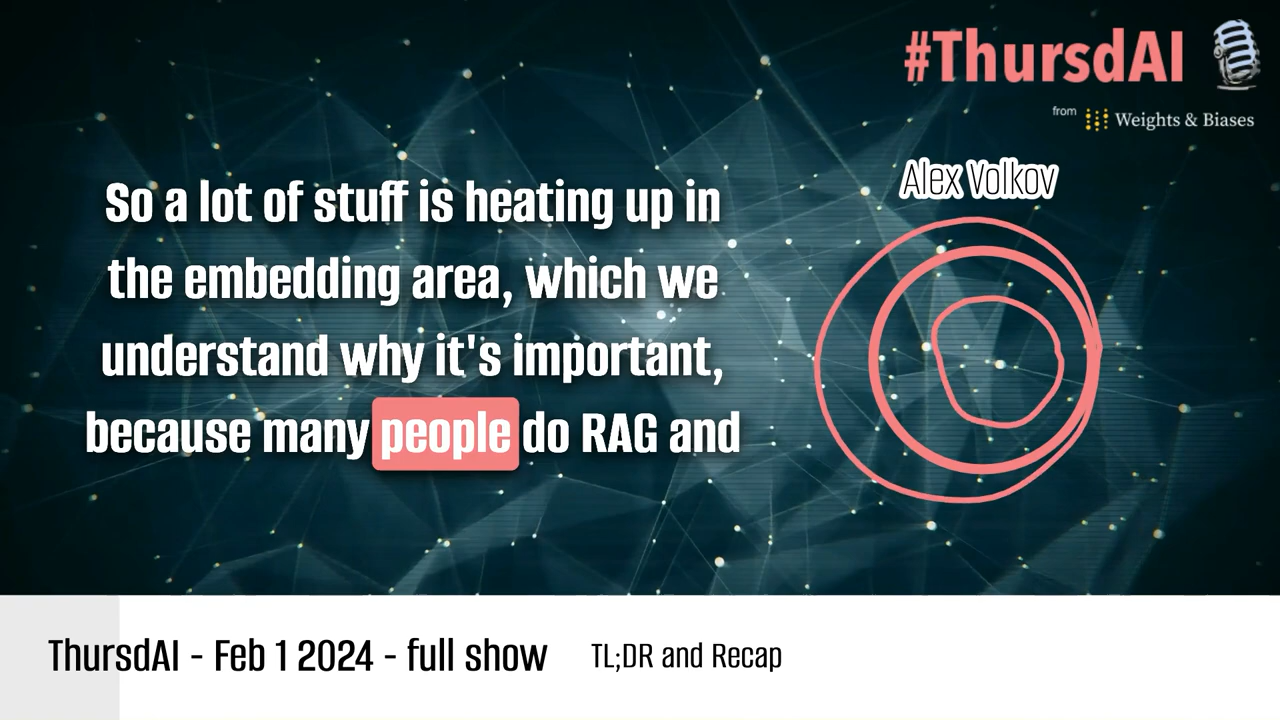 #ThursdAI
from Weights & Biases
Alex Volkov
So a lot of stuff is heating up in
the embedding area, which we
understand why it's important,
because many people do RAG and
ThursdAI - Feb 1 2024 - full show TL;DR and Recap